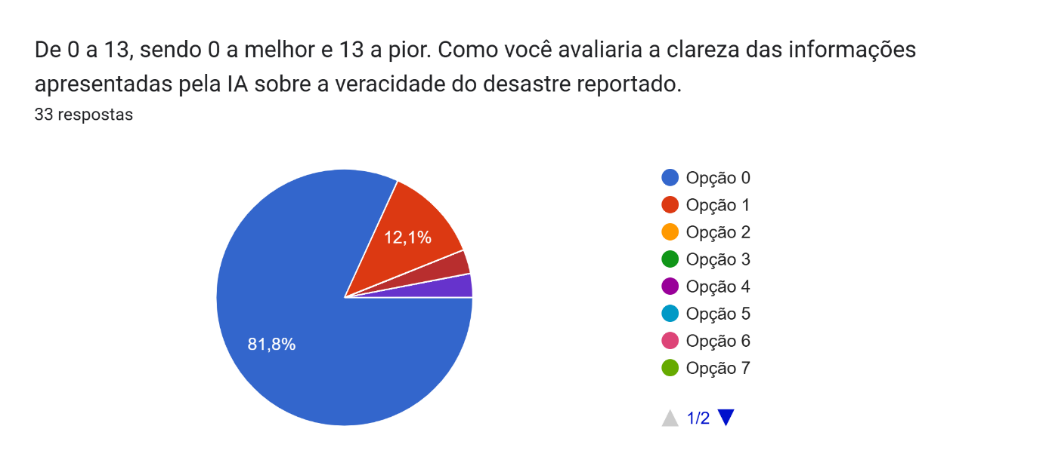 De 0 a 13, sendo 0 a melhor e 13 a pior. Como você avaliaria a clareza das informações
apresentadas pela IA sobre a veracidade do desastre reportado.
33 respostas
12,1%
81,8%
Opção 0
Opção 1
Opção 2
Opção 3
Opção 4
Opção 5
Opção 6
Opção 7
1/2